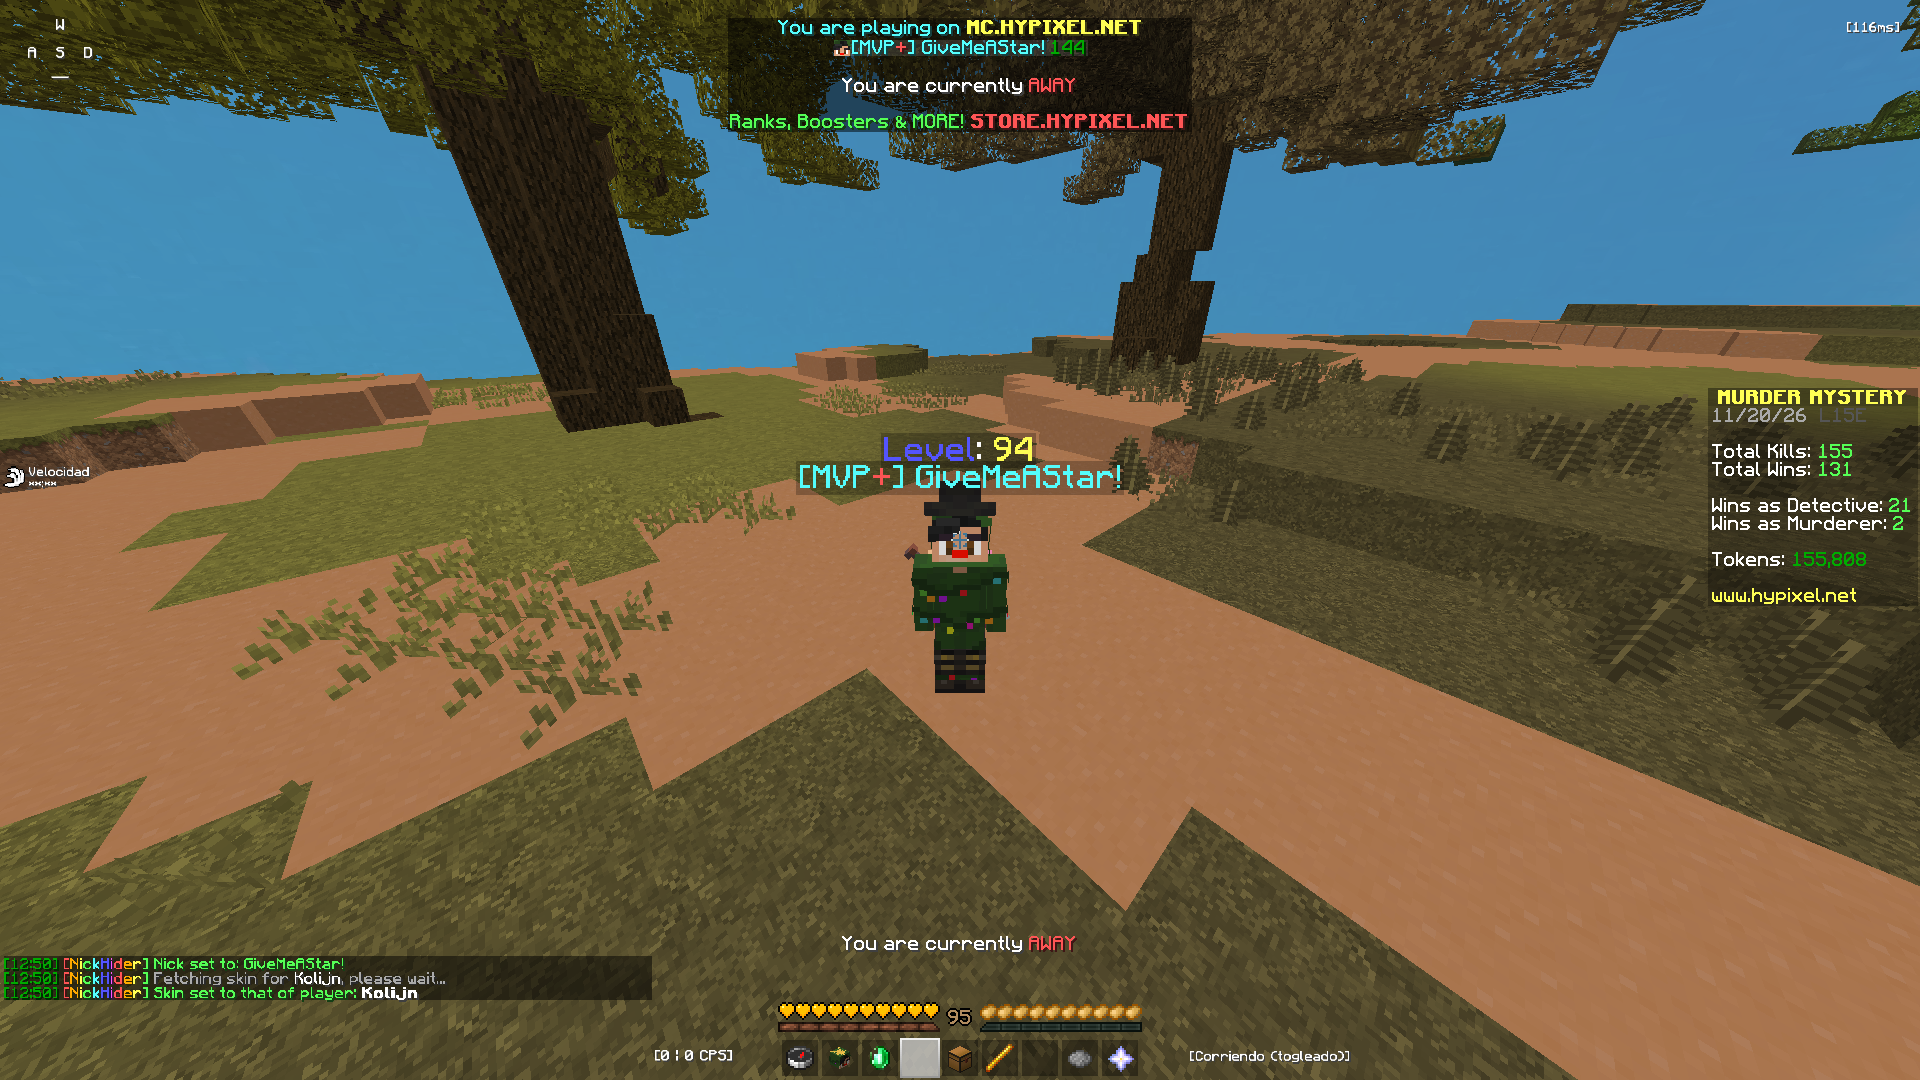 W
A S D
[116ms]
You are playing on MC.HYPIXEL.NET
[MVP+] GiveMeAStar! 144
You are currently AWAY
Ranks, Boosters & MORE! STORE.HYPIXEL.NET
Velocidad
**:**
Level: 94
[MVP+] GiveMeAStar!
MURDER MYSTERY
11/20/26 L15E
Total Kills: 155
Total Wins: 131
Wins as Detective: 21
Wins as Murderer: 2
Tokens: 155,808
www.hypixel.net
You are currently AWAY
[12:50] [NickHider] Nick set to: GiveMeAStar!
[12:50] [NickHider] Fetching skin for Kolijn, please wait...
[12:50] [NickHider] Skin set to that of player: Kolijn
95
[0 | 0 CPS]
[Corriendo (togleado)]